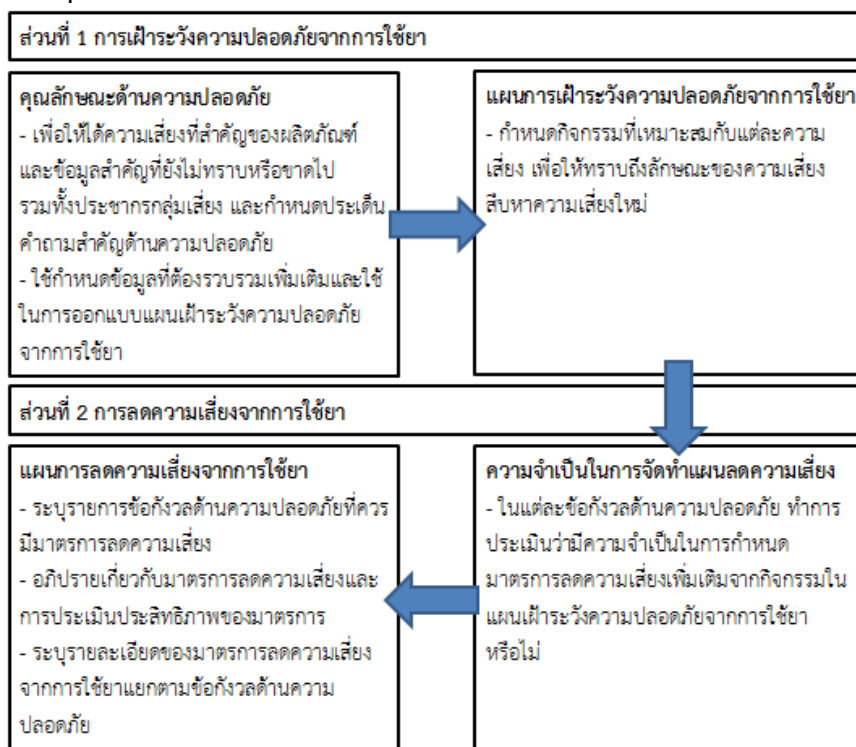 ส่วนที่ 1 การเฝ้าระวังความปลอดภัยจากการใช้ยา
คุณลักษณะด้านความปลอดภัย
- เพื่อให้ได้ความเสี่ยงที่สำคัญของผลิตภัณฑ์
และข้อมูลสำคัญที่ยังไม่ทราบหรือขาดไป
รวมทั้งประชากรกลุ่มเสี่ยง และกำหนดประเด็น
คำถามสำคัญด้านความปลอดภัย
- ใช้กำหนดข้อมูลที่ต้องรวบรวมเพิ่มเติมและใช้
ในการออกแบบแผนเฝ้าระวังความปลอดภัย
จากการใช้ยา
แผนการเฝ้าระวังความปลอดภัยจากการใช้ยา
- กำหนดกิจกรรมที่เหมาะสมกับแต่ละความ
เสี่ยง เพื่อให้ทราบถึงลักษณะของความเสี่ยง
สืบหาความเสี่ยงใหม่
ส่วนที่ 2 การลดความเสี่ยงจากการใช้ยา
แผนการลดความเสี่ยงจากการใช้ยา
- ระบุรายการข้อกังวลด้านความปลอดภัยที่ควร
มีมาตรการลดความเสี่ยง
- อภิปรายเกี่ยวกับมาตรการลดความเสี่ยงและ
การประเมินประสิทธิภาพของมาตรการ
- ระบุรายละเอียดของมาตรการลดความเสี่ยง
จากการใช้ยาแยกตามข้อกังวลด้านความ
ปลอดภัย
ความจำเป็นในการจัดทำแผนลดความเสี่ยง
- ในแต่ละข้อกังวลด้านความปลอดภัย ทำการ
ประเมินว่ามีความจำเป็นในการกำหนด
มาตรการลดความเสี่ยงเพิ่มเติมจากกิจกรรมใน
แผนเฝ้าระวังความปลอดภัยจากการใช้ยา
หรือไม่